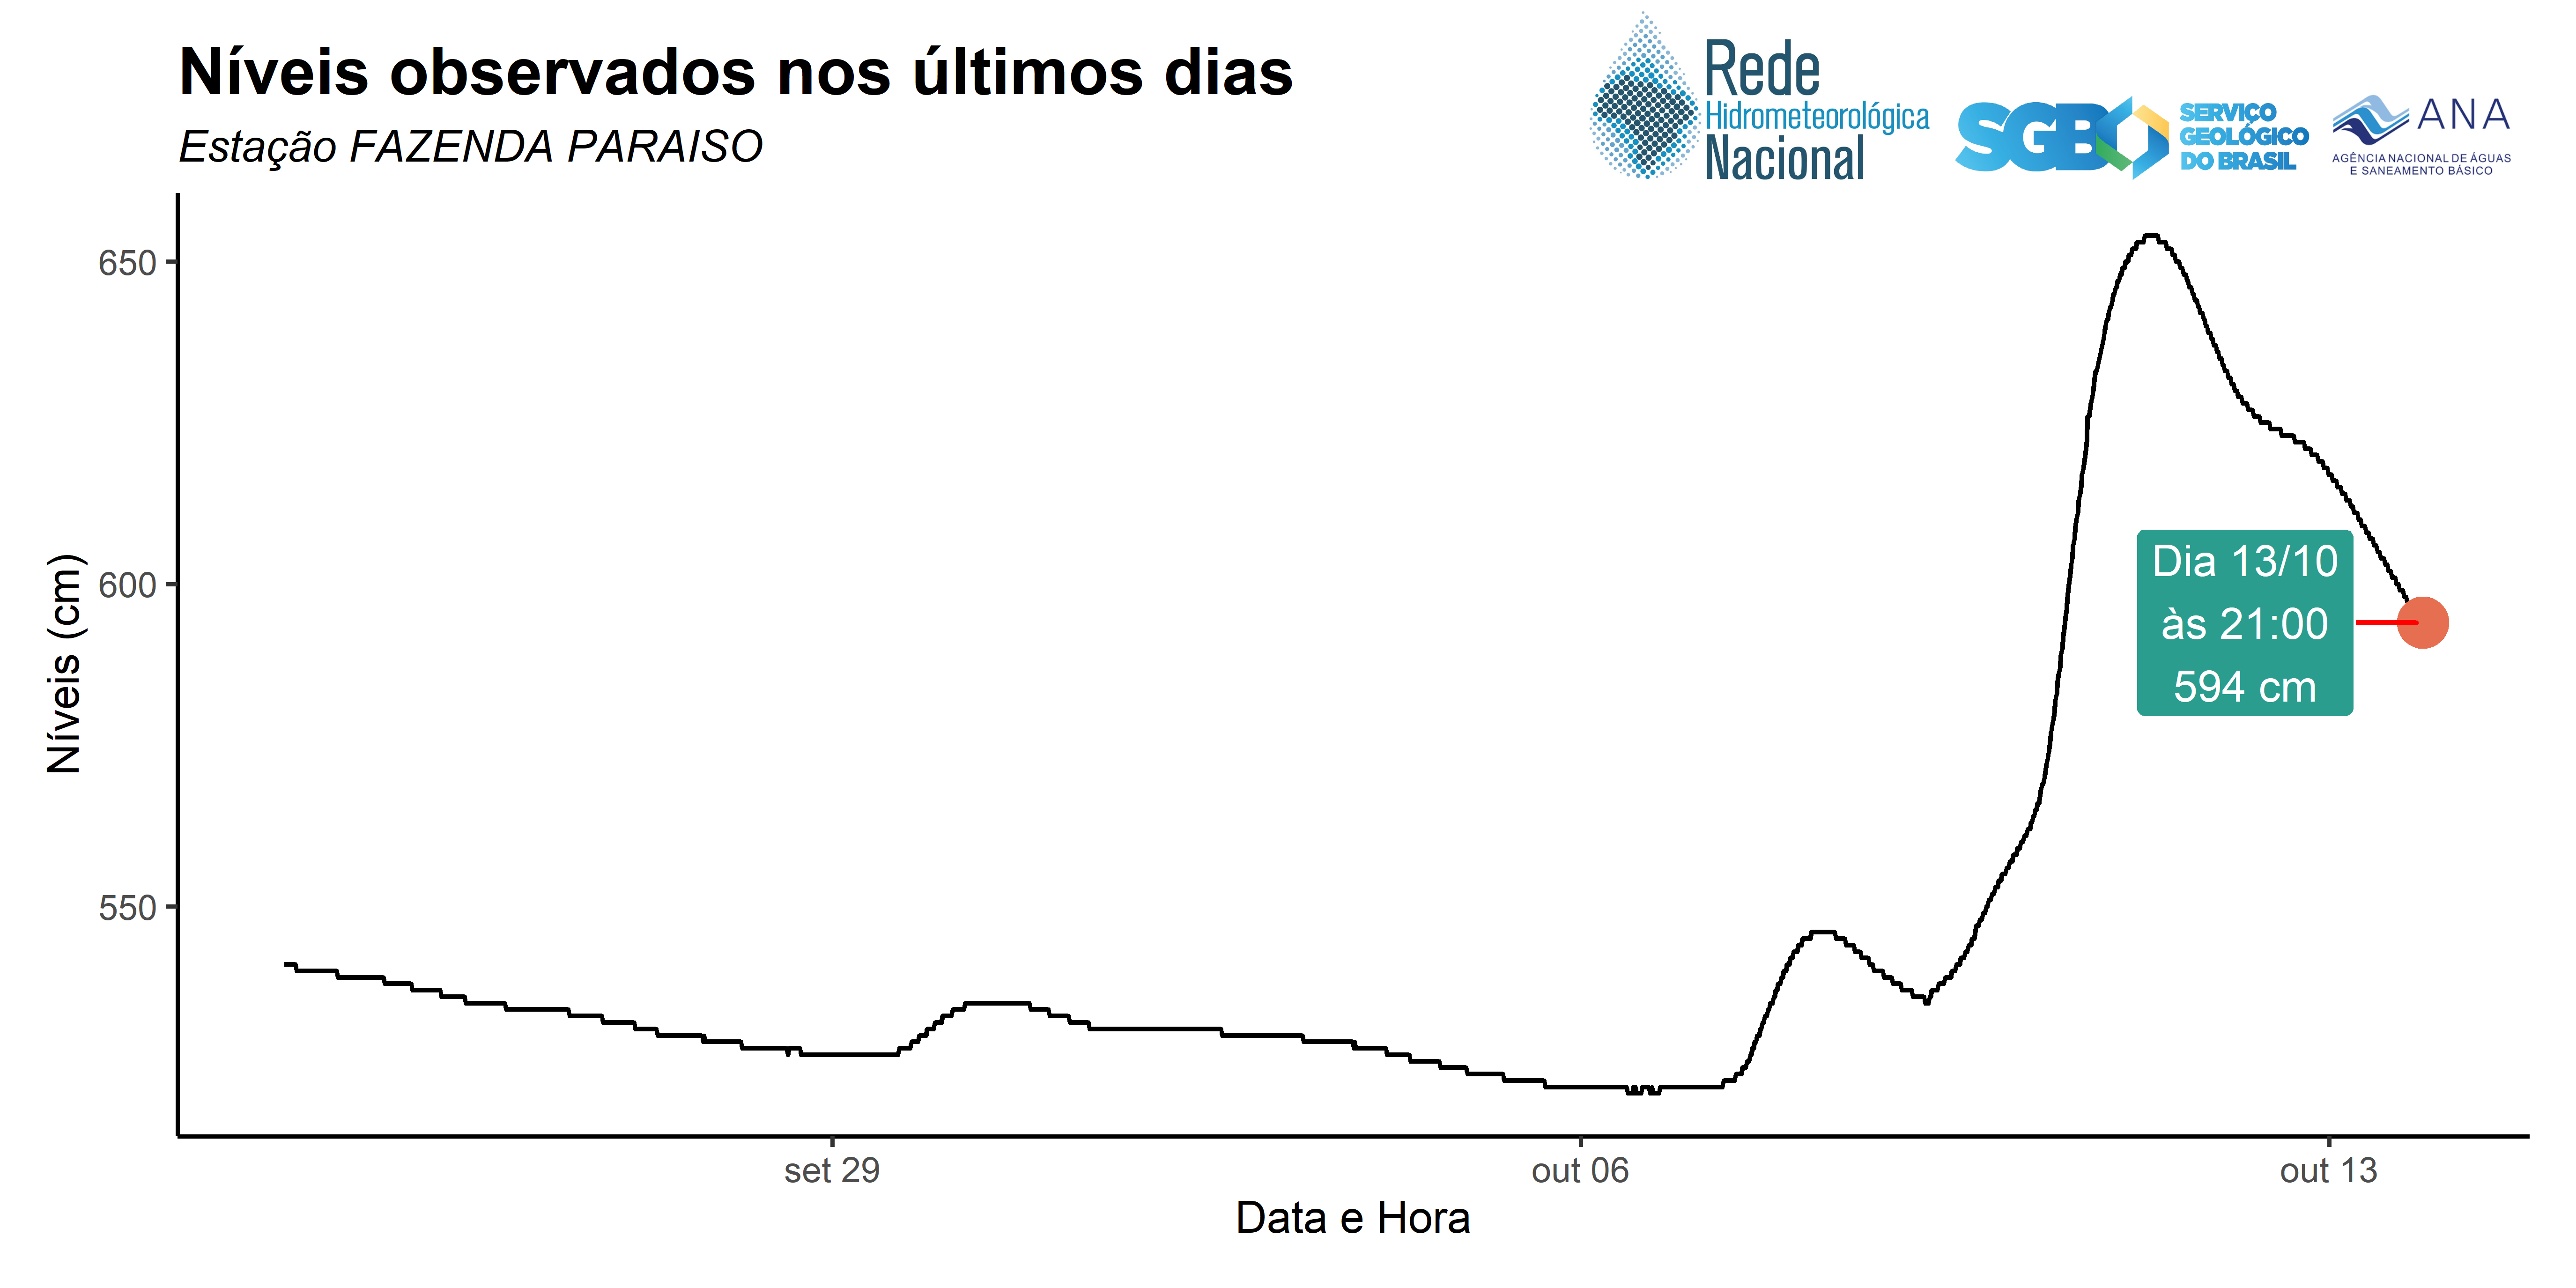 Níveis observados nos últimos dias
Estação FAZENDA PARAISO
Rede
Hidrometeorológica
Nacional
SGB
SERVIÇO
GEOLÓGICO
DO BRASIL
ANA
AGÊNCIA NACIONAL DE ÁGUAS
E SANEAMENTO BÁSICO
Níveis (cm)
650
600
550
Dia 13/10
às 21:00
594 cm
set 29
out 06
out 13
Data e Hora